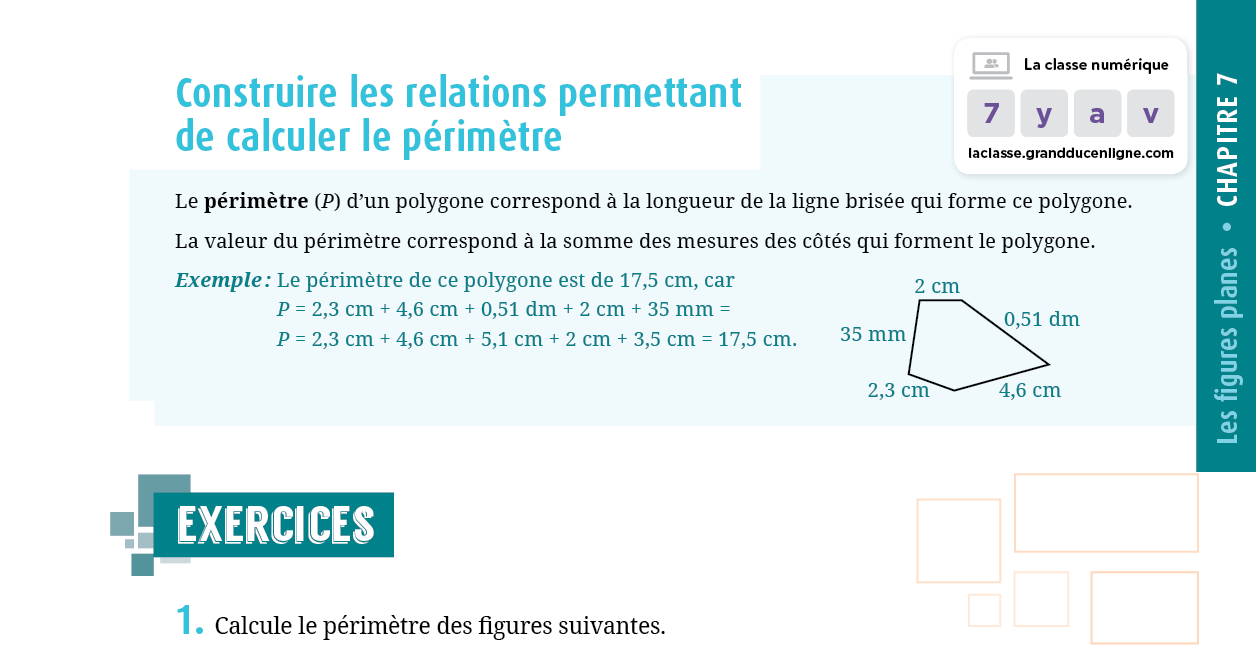 La classe numérique
7 y a v
laclasse.grandducenligne.com
Les figures planes • CHAPITRE 7
Construire les relations permettant
de calculer le périmètre
Le périmètre (P) d’un polygone correspond à la longueur de la ligne brisée qui forme ce polygone.
La valeur du périmètre correspond à la somme des mesures des côtés qui forment le polygone.
Exemple : Le périmètre de ce polygone est de 17,5 cm, car
P = 2,3 cm + 4,6 cm + 0,51 dm + 2 cm + 35 mm =
P = 2,3 cm + 4,6 cm + 5,1 cm + 2 cm + 3,5 cm = 17,5 cm.
2 cm
0,51 dm
35 mm
2,3 cm
4,6 cm
EXERCICES
1. Calcule le périmètre des figures suivantes.